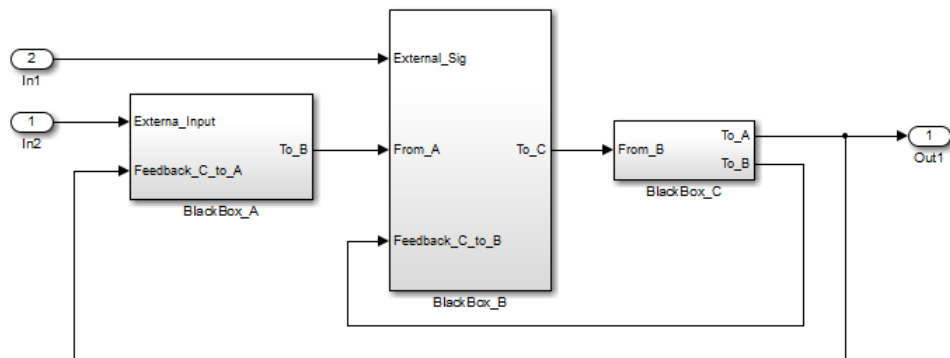 2
In1
External_Sig
1
In2
Externa_Input
Feedback_C_to_A
To_B
BlackBox_A
From_A
To_C
Feedback_C_to_B
BlackBox_B
From_B
To_A
To_B
BlackBox_C
1
Out1